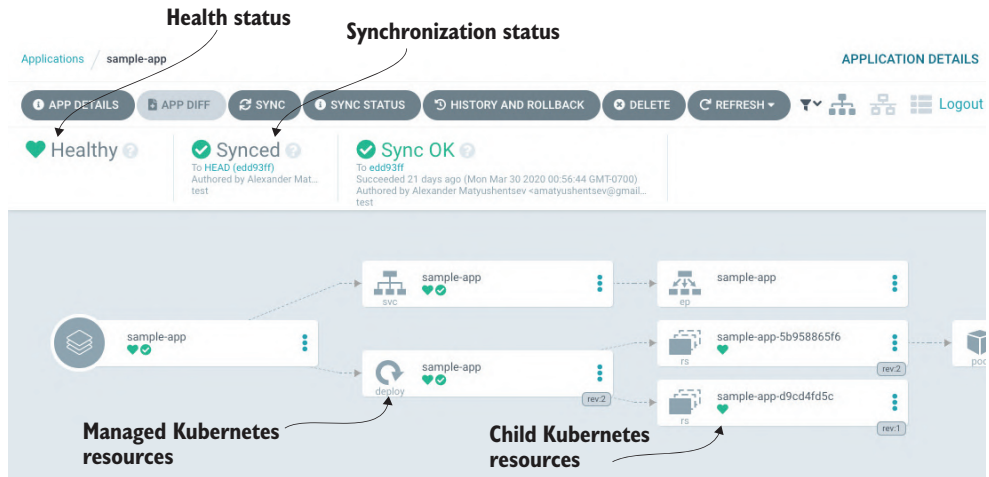 Health status
Synchronization status
Applications / sample-app
APPLICATION DETAILS
APP DETAILS APP DIFF SYNC SYNC STATUS HISTORY AND ROLLBACK DELETE REFRESH Logout
Healthy
Synced
To HEAD (edd93ff)
Authored by Alexander Mat...
test
Sync OK
To edd93ff
Succeeded 21 days ago (Mon Mar 30 2020 00:56:44 GMT-0700)
Authored by Alexander Matyushentsev <amatyushentsev@gmail...
test
sample-app
svc
sample-app
ep
sample-app
sample-app-5b958865f6
rs
rev:2
pod
sample-app
deploy
rev:2
sample-app-d9cd4fd5c
rs
rev:1
Managed Kubernetes
resources
Child Kubernetes
resources